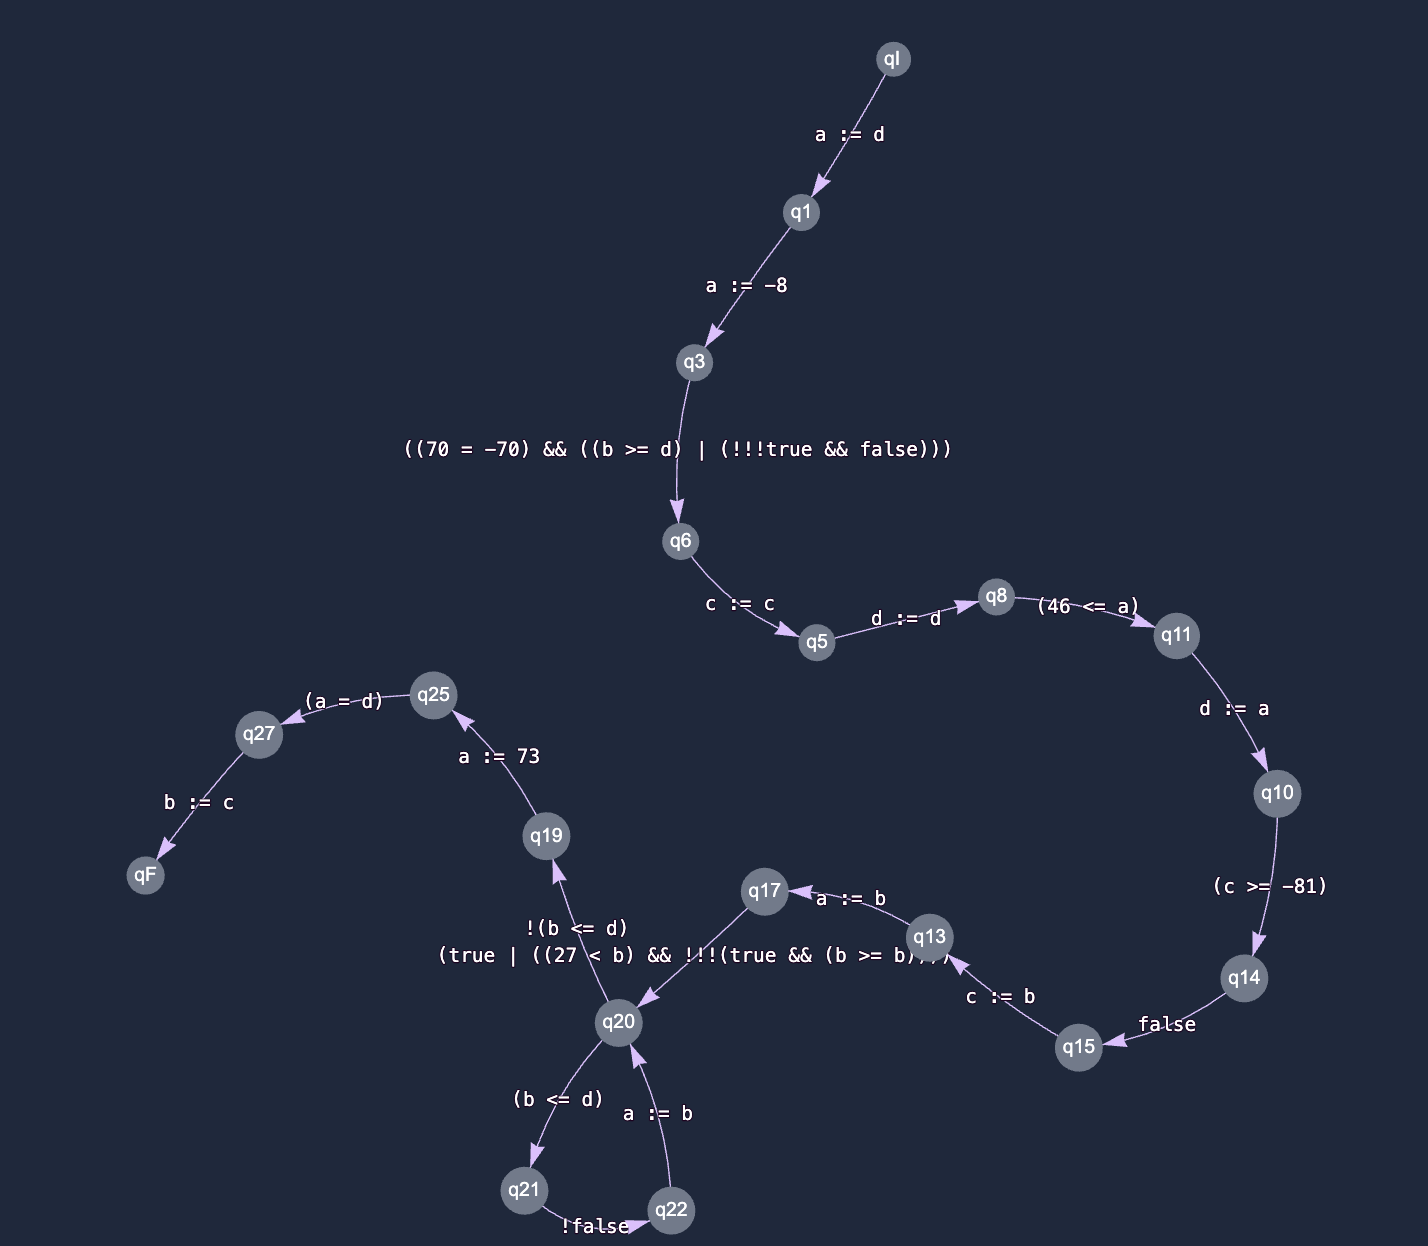 qI
a := d
q1
a := -8
q3
((70 = -70) && ((b >= d) | (!!!true && false)))
q6
c := c
q5
d := d
q8
(46 <= a)
q11
d := a
q10
(c >= -81)
q14
false
q15
c := b
q13
a := b
q17
(true | ((27 < b) && !!!(true && (b >= b))))
q20
!(b <= d)
q19
a := 73
q25
(a = d)
q27
b := c
qF
(b <= d)
q21
!false
q22
a := b